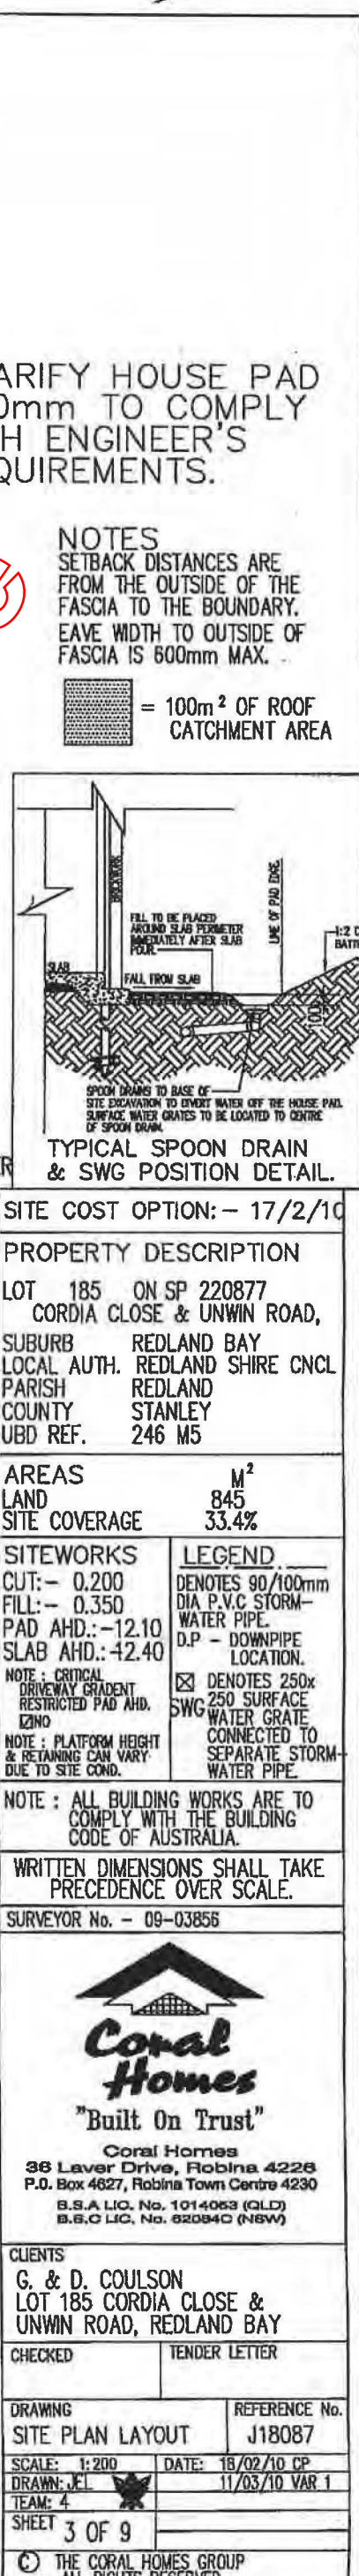 ARIFY HOUSE PAD
0mm TO COMPLY
H ENGINEER'S
QUIREMENTS.
NOTES
SETBACK DISTANCES ARE
FROM THE OUTSIDE OF THE
FASCIA TO THE BOUNDARY.
EAVE WIDTH TO OUTSIDE OF
FASCIA IS 600mm MAX.
= 100m² OF ROOF
CATCHMENT AREA
BRICKWORK
LINE OF PAD EDGE.
FILL TO BE PLACED
AROUND SLAB PERIMETER
IMMEDIATELY AFTER SLAB
POUR.
1:2
BATT
SLAB
FALL FROM SLAB
100
SPOON DRAINS TO BASE OF
SITE EXCAVATION TO DIVERT WATER OFF THE HOUSE PAD.
SURFACE WATER GRATES TO BE LOCATED TO CENTRE
OF SPOON DRAIN.
TYPICAL SPOON DRAIN
& SWG POSITION DETAIL.
R
SITE COST OPTION:- 17/2/10
PROPERTY DESCRIPTION
LOT 185 ON SP 220877
CORDIA CLOSE & UNWIN ROAD,
SUBURB REDLAND BAY
LOCAL AUTH. REDLAND SHIRE CNCL
PARISH REDLAND
COUNTY STANLEY
UBD REF. 246 M5
AREAS M²
LAND 845
SITE COVERAGE 33.4%
SITEWORKS
CUT:- 0.200
FILL:- 0.350
PAD AHD.:-12.10
SLAB AHD.:-12.40
NOTE : CRITICAL
DRIVEWAY GRADENT
RESTRICTED PAD AHD.
NO
NOTE : PLATFORM HEIGHT
& RETAINING CAN VARY
DUE TO SITE COND.
LEGEND
DENOTES 90/100mm
DIA P.V.C STORM-
WATER PIPE.
D.P - DOWNPIPE
LOCATION.
DENOTES 250x
SWG 250 SURFACE
WATER GRATE
CONNECTED TO
SEPARATE STORM-
WATER PIPE
NOTE : ALL BUILDING WORKS ARE TO
COMPLY WITH THE BUILDING
CODE OF AUSTRALIA.
WRITTEN DIMENSIONS SHALL TAKE
PRECEDENCE OVER SCALE.
SURVEYOR No. - 09-03856
Coral
Homes
"Built On Trust"
Coral Homes
36 Laver Drive, Robina 4226
P.O. Box 4627, Robina Town Centre 4230
B.S.A LIC. No. 1014053 (QLD)
B.S.C LIC. No. 62084C (NSW)
CLIENTS
G. & D. COULSON
LOT 185 CORDIA CLOSE &
UNWIN ROAD, REDLAND BAY
CHECKED
TENDER LETTER
DRAWING
SITE PLAN LAYOUT
REFERENCE No.
J18087
SCALE: 1:200
DATE: 18/02/10 CP
DRAWN: JEL
11/03/10 VAR 1
TEAM: 4
SHEET 3 OF 9
© THE CORAL HOMES GROUP
ALL RIGHTS RESERVED